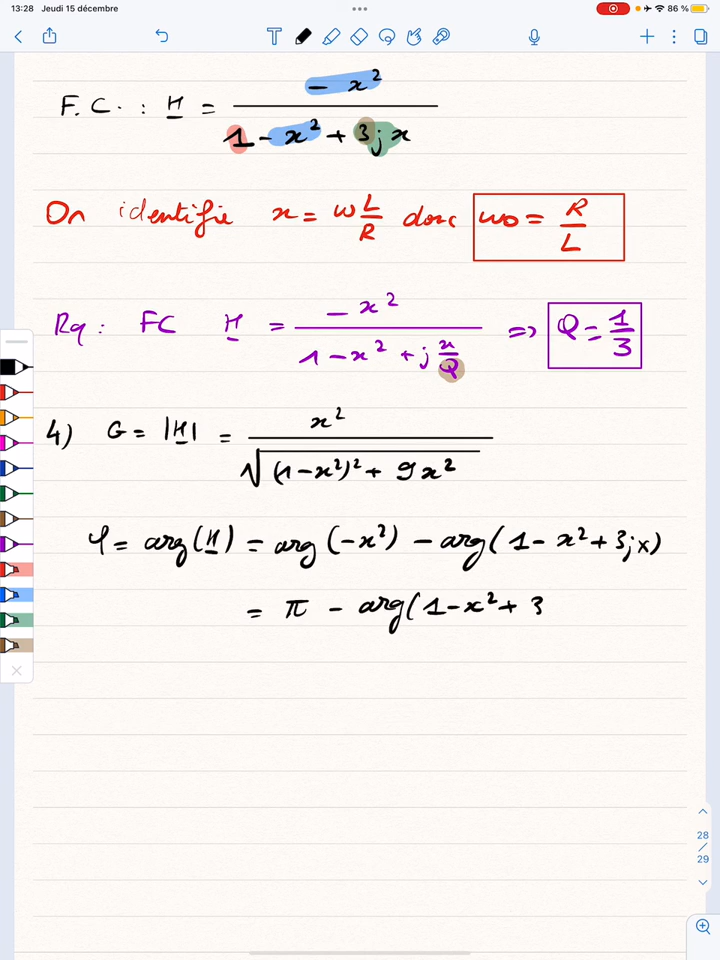 13:28 Jeudi 15 décembre
86 %
F.C. : H = -x² / (1 - x² + 3jx)
On identifie x = ω L/R donc ω0 = R/L
Rq : FC H = -x² / (1 - x² + j x/Q) => Q = 1/3
4) G = |H| = x² / √((1-x²)² + 9x²)
φ = arg(H) = arg(-x²) - arg(1 - x² + 3jx)
= π - arg(1 - x² + 3
28
/
29